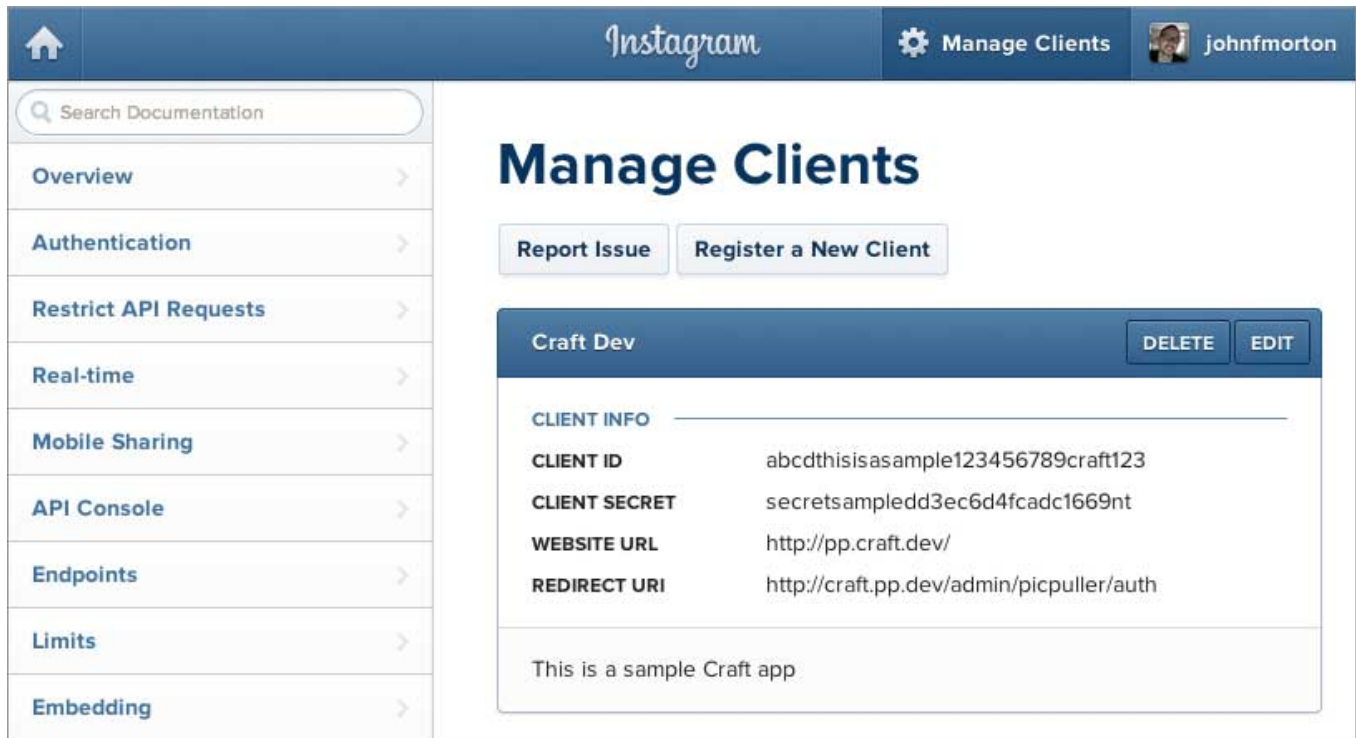 Instagram
Manage Clients
johnfmorton
Search Documentation
Overview
Authentication
Restrict API Requests
Real-time
Mobile Sharing
API Console
Endpoints
Limits
Embedding
Manage Clients
Report Issue
Register a New Client
Craft Dev
DELETE
EDIT
CLIENT INFO
CLIENT ID abcdthisisasample123456789craft123
CLIENT SECRET secretsampledd3ec6d4fcadc1669nt
WEBSITE URL http://pp.craft.dev/
REDIRECT URI http://craft.pp.dev/admin/picpuller/auth
This is a sample Craft app